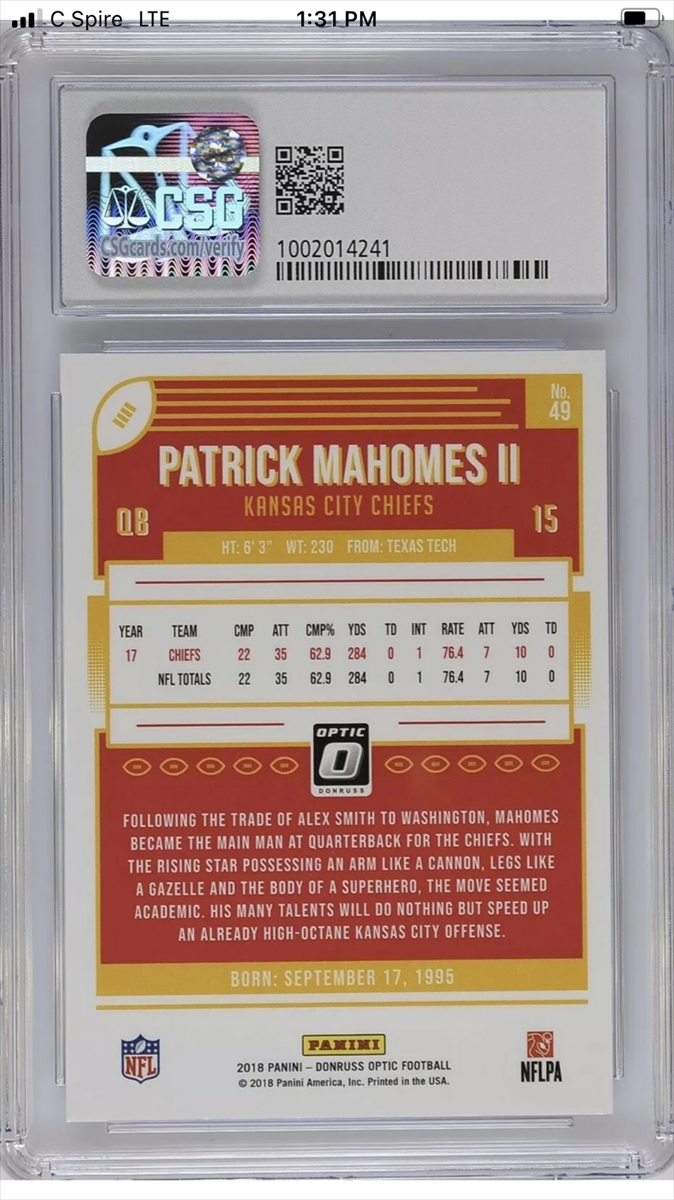 C Spire LTE 1:31 PM
CSG
CSGcards.com/verify
1002014241
No.
49
PATRICK MAHOMES II
KANSAS CITY CHIEFS
QB 15
HT: 6' 3" WT: 230 FROM: TEXAS TECH
YEAR TEAM CMP ATT CMP% YDS TD INT RATE ATT YDS TD
17 CHIEFS 22 35 62.9 284 0 1 76.4 7 10 0
NFL TOTALS 22 35 62.9 284 0 1 76.4 7 10 0
OPTIC
O
DONRUSS
FOLLOWING THE TRADE OF ALEX SMITH TO WASHINGTON, MAHOMES
BECAME THE MAIN MAN AT QUARTERBACK FOR THE CHIEFS. WITH
THE RISING STAR POSSESSING AN ARM LIKE A CANNON, LEGS LIKE
A GAZELLE AND THE BODY OF A SUPERHERO, THE MOVE SEEMED
ACADEMIC. HIS MANY TALENTS WILL DO NOTHING BUT SPEED UP
AN ALREADY HIGH-OCTANE KANSAS CITY OFFENSE.
BORN: SEPTEMBER 17, 1995
NFL
PANINI
2018 PANINI – DONRUSS OPTIC FOOTBALL
© 2018 Panini America, Inc. Printed in the USA.
NFLPA